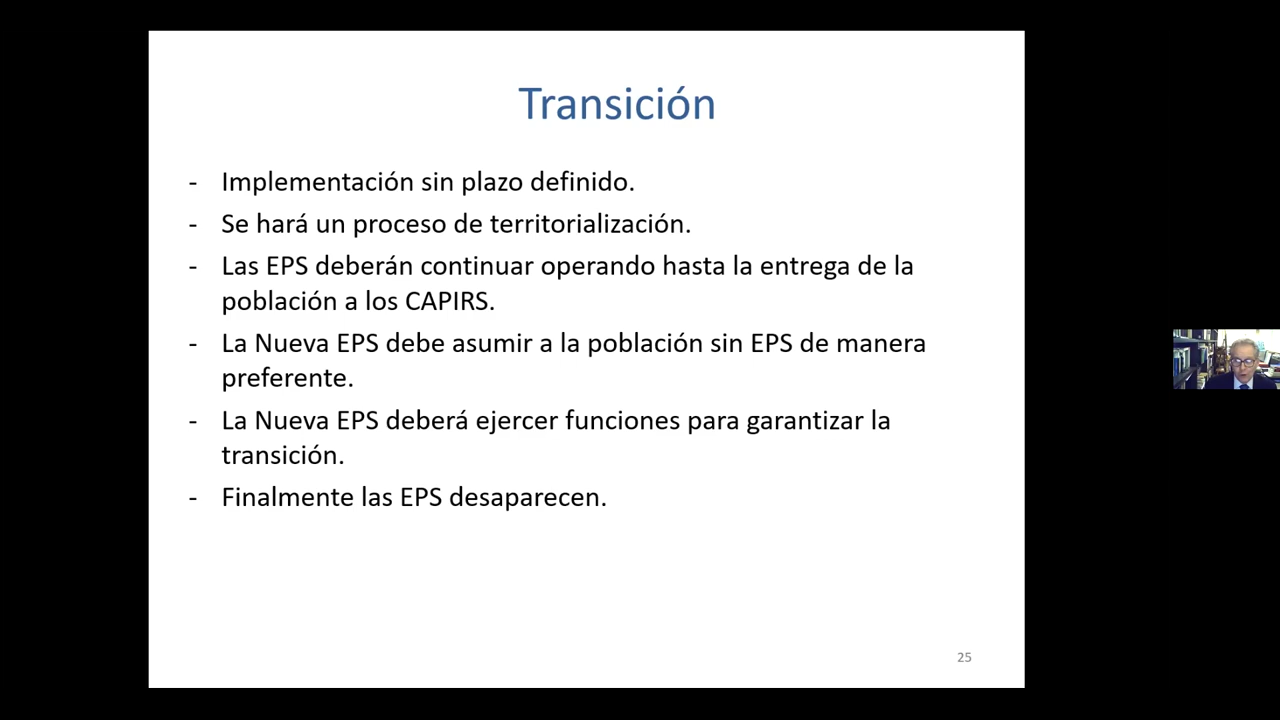 Transición
- Implementación sin plazo definido.
- Se hará un proceso de territorialización.
- Las EPS deberán continuar operando hasta la entrega de la
población a los CAPIRS.
- La Nueva EPS debe asumir a la población sin EPS de manera
preferente.
- La Nueva EPS deberá ejercer funciones para garantizar la
transición.
- Finalmente las EPS desaparecen.
25